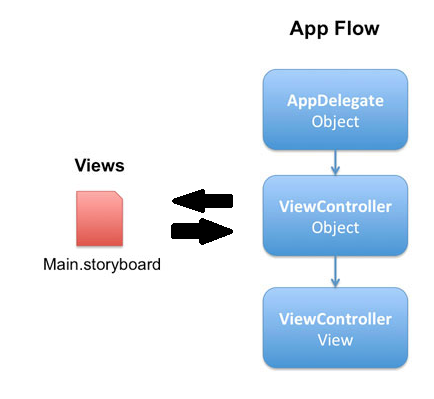 App Flow
AppDelegate
Object
Views
ViewController
Object
Main.storyboard
ViewController
View